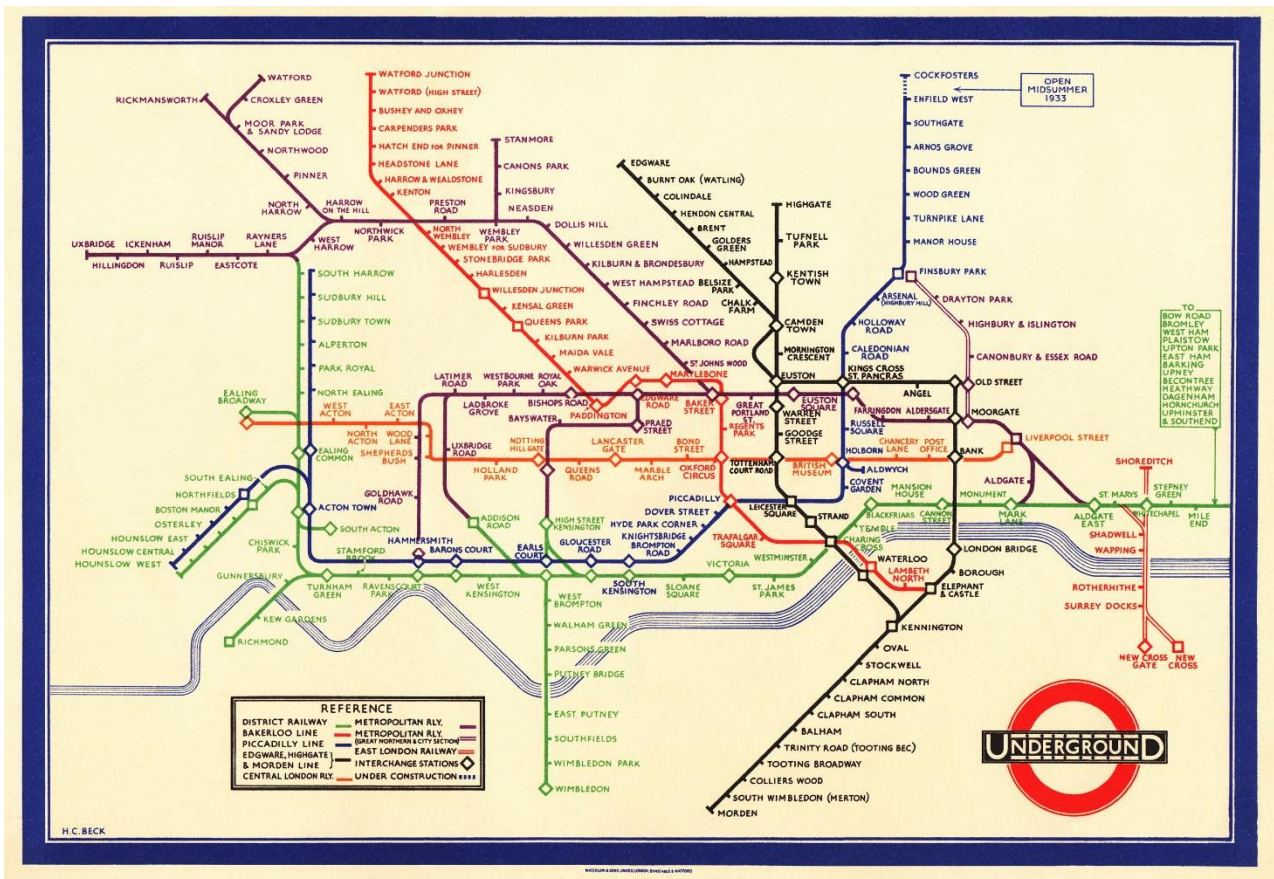 WATFORD
CROXLEY GREEN
RICKMANSWORTH
MOOR PARK
& SANDY LODGE
NORTHWOOD
PINNER
NORTH
HARROW
HARROW
ON THE HILL
NORTHWICK
PARK
PRESTON
ROAD
WEMBLEY
PARK
STANMORE
CANONS PARK
KINGSBURY
NEASDEN
DOLLIS HILL
WILLESDEN GREEN
KILBURN & BRONDESBURY
WEST HAMPSTEAD
FINCHLEY ROAD
SWISS COTTAGE
MARLBORO ROAD
ST. JOHNS WOOD
UXBRIDGE
HILLINGDON
ICKENHAM
RUISLIP
RUISLIP
MANOR
EASTCOTE
RAYNERS
LANE
WEST
HARROW
WATFORD JUNCTION
WATFORD (HIGH STREET)
BUSHEY AND OXHEY
CARPENDERS PARK
HATCH END FOR PINNER
HEADSTONE LANE
HARROW & WEALDSTONE
KENTON
NORTH
WEMBLEY
WEMBLEY FOR SUDBURY
STONEBRIDGE PARK
HARLESDEN
WILLESDEN JUNCTION
KENSAL GREEN
QUEENS PARK
KILBURN PARK
MAIDA VALE
WARWICK AVENUE
PADDINGTON
EDGWARE
ROAD
MARYLEBONE
BAKER
STREET
REGENTS
PARK
EDGWARE
BURNT OAK (WATLING)
COLINDALE
HENDON CENTRAL
BRENT
GOLDERS
GREEN
HAMPSTEAD
BELSIZE
PARK
CHALK
FARM
HIGHGATE
TUFNELL
PARK
KENTISH
TOWN
CAMDEN
TOWN
MORNINGTON
CRESCENT
EUSTON
WARREN
STREET
GOODGE
STREET
TOTTENHAM
COURT ROAD
COCKFOSTERS
OPEN
MIDSUMMER
1933
ENFIELD WEST
SOUTHGATE
ARNOS GROVE
BOUNDS GREEN
WOOD GREEN
TURNPIKE LANE
MANOR HOUSE
FINSBURY PARK
ARSENAL
(HIGHBURY HILL)
HOLLOWAY
ROAD
CALEDONIAN
ROAD
KINGS CROSS
ST. PANCRAS
DRAYTON PARK
HIGHBURY & ISLINGTON
CANONBURY & ESSEX ROAD
OLD STREET
ANGEL
MOORGATE
TO
BOW ROAD
BROMLEY
WEST HAM
PLAISTOW
UPTON PARK
EAST HAM
BARKING
UPNEY
BECONTREE
HEATHWAY
DAGENHAM
HORNCHURCH
UPMINSTER
& SOUTHEND
SOUTH HARROW
SUDBURY HILL
SUDBURY TOWN
ALPERTON
PARK ROYAL
NORTH EALING
EALING
BROADWAY
WEST
ACTON
NORTH
ACTON
EAST
ACTON
WOOD
LANE
SHEPHERDS
BUSH
LATIMER
ROAD
LADBROKE
GROVE
WESTBOURNE
PARK
ROYAL
OAK
BISHOPS ROAD
BAYSWATER
PRAED
STREET
GREAT
PORTLAND
ST.
EUSTON
SQUARE
FARRINGDON
ALDERSGATE
UXBRIDGE
ROAD
GOLDHAWK
ROAD
HOLLAND
PARK
NOTTING
HILL GATE
QUEENS
ROAD
LANCASTER
GATE
MARBLE
ARCH
BOND
STREET
OXFORD
CIRCUS
BRITISH
MUSEUM
RUSSELL
SQUARE
HOLBORN
ALDWYCH
COVENT
GARDEN
CHANCERY
LANE
POST
OFFICE
BANK
LIVERPOOL STREET
ALDGATE
SHOREDITCH
EALING
COMMON
SOUTH EALING
NORTHFIELDS
BOSTON MANOR
OSTERLEY
HOUNSLOW EAST
HOUNSLOW CENTRAL
HOUNSLOW WEST
ACTON TOWN
SOUTH ACTON
CHISWICK
PARK
STAMFORD
BROOK
TURNHAM
GREEN
GUNNERSBURY
KEW GARDENS
RICHMOND
RAVENSCOURT
PARK
HAMMERSMITH
BARONS COURT
WEST
KENSINGTON
ADDISON
ROAD
HIGH STREET
KENSINGTON
EARLS
COURT
GLOUCESTER
ROAD
SOUTH
KENSINGTON
PICCADILLY
DOVER STREET
HYDE PARK CORNER
KNIGHTSBRIDGE
BROMPTON
ROAD
SLOANE
SQUARE
VICTORIA
ST. JAMES
PARK
WESTMINSTER
TRAFALGAR
SQUARE
LEICESTER
SQUARE
STRAND
CHARING
CROSS
TEMPLE
BLACKFRIARS
MANSION
HOUSE
CANNON
STREET
MONUMENT
MARK
LANE
ALDGATE
EAST
ST. MARYS
WHITECHAPEL
STEPNEY
GREEN
MILE
END
SHADWELL
WAPPING
ROTHERHITHE
SURREY DOCKS
NEW CROSS
GATE
NEW
CROSS
WATERLOO
LAMBETH
NORTH
LONDON BRIDGE
BOROUGH
ELEPHANT
& CASTLE
KENNINGTON
OVAL
STOCKWELL
CLAPHAM NORTH
CLAPHAM COMMON
CLAPHAM SOUTH
BALHAM
TRINITY ROAD (TOOTING BEC)
TOOTING BROADWAY
COLLIERS WOOD
SOUTH WIMBLEDON (MERTON)
MORDEN
WEST
BROMPTON
WALHAM GREEN
PARSONS GREEN
PUTNEY BRIDGE
EAST PUTNEY
SOUTHFIELDS
WIMBLEDON PARK
WIMBLEDON
REFERENCE
DISTRICT RAILWAY
BAKERLOO LINE
PICCADILLY LINE
EDGWARE, HIGHGATE
& MORDEN LINE
CENTRAL LONDON RLY.
METROPOLITAN RLY.
METROPOLITAN RLY.
(GREAT NORTHERN & CITY SECTION)
EAST LONDON RAILWAY
INTERCHANGE STATIONS
UNDER CONSTRUCTION
UNDERGROUND
H.C. BECK